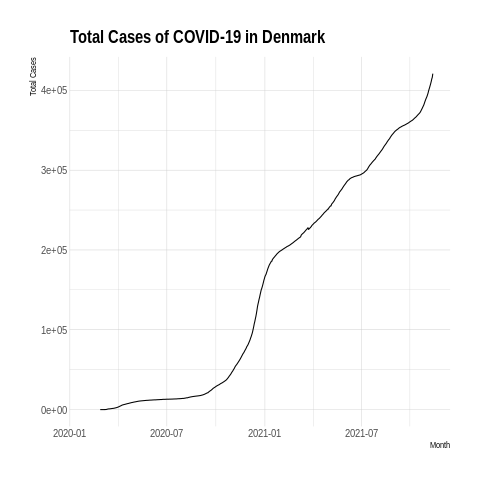 Total Cases of COVID-19 in Denmark
Total Cases
4e+05
3e+05
2e+05
1e+05
0e+00
2020-01 2020-07 2021-01 2021-07
Month